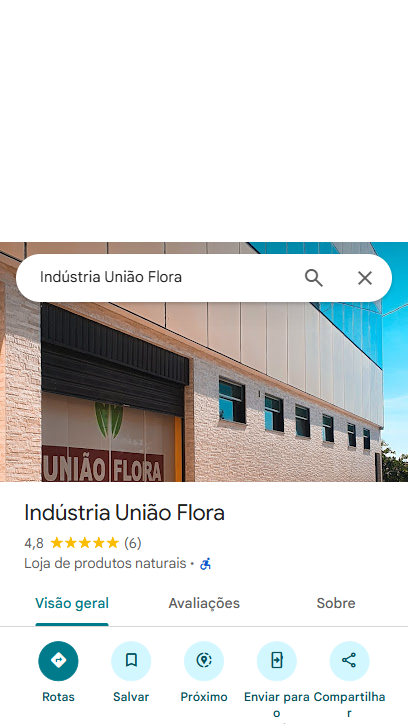 Indústria União Flora
UNIÃO FLORA
Indústria União Flora
4,8 (6)
Loja de produtos naturais ·
Visão geral Avaliações Sobre
Rotas Salvar Próximo Enviar para o Compartilhar